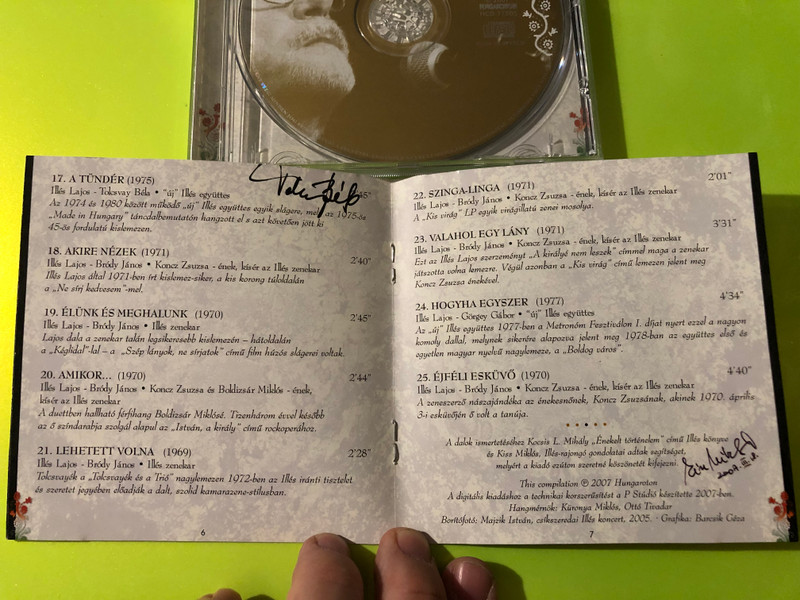 17. A TÜNDÉR (1975)
Illés Lajos - Toksvay Béla • "új" Illés együttes
Az 1974 és 1980 között működő „új" Illés együttes egyik slágere, mely az 1975-ös
„Made in Hungary" táncdalbemutatón hangzott el s azt követően jött ki
45-ös fordulatú kislemezen.
18. AKIRE NÉZEK (1971) 2'40"
Illés Lajos - Bródy János • Koncz Zsuzsa - ének, kísér az Illés zenekar
Illés Lajos által 1971-ben írt kislemez-siker, a kis korong túloldalán
a „Ne sírj kedvesem"-mel.
19. ÉLÜNK ÉS MEGHALUNK (1970) 2'45"
Illés Lajos - Bródy János • Illés zenekar
Lajos dala a zenekar talán legsikeresebb kislemezén – hátoldalán
a „Kégli dal"-lal – a „Szép lányok, ne sírjatok" című film húzós slágerei voltak.
20. AMIKOR... (1970) 2'44"
Illés Lajos - Bródy János • Koncz Zsuzsa és Boldizsár Miklós - ének,
kíséri az Illés zenekar
A duettben hallható férfihang Boldizsár Miklósé. Tizenhárom évvel később
az ő színdarabja szolgál alapul az „István, a király" című rockoperához.
21. LEHETETT VOLNA (1969) 2'28"
Illés Lajos - Bródy János • Illés zenekar
Toksvayék a „Toksvayék és a Trió" nagylemezen 1972-ben az Illés iránti tisztelet
és szeretet jegyében előadják a dalt, szolid kamarazene-stílusban.
6
22. SZINGA-LINGA (1971) 2'01"
Illés Lajos - Bródy János • Koncz Zsuzsa - ének, kísér az Illés zenekar
A „Kis virág" LP egyik virágillatú zenei mosolya.
23. VALAHOL EGY LÁNY (1971) 3'31"
Illés Lajos - Bródy János • Koncz Zsuzsa - ének, kísér az Illés zenekar
Ezt az Illés Lajos szerzeményt „A királyé nem leszek" címmel maga a zenekar
játszotta volna lemezre. Végül azonban a „Kis virág" című lemezen jelent meg
Koncz Zsuzsa énekével.
24. HOGYHA EGYSZER (1977) 4'34"
Illés Lajos - Görgey Gábor • "új" Illés együttes
Az „új" Illés együttes 1977-ben a Metronóm Fesztiválon I. díjat nyert ezzel a nagyon
komoly dallal, melynek sikerére alapozva jelent meg 1978-ban az együttes első és
egyetlen magyar nyelvű nagylemeze, a „Boldog város".
25. ÉJFÉLI ESKÜVŐ (1970) 4'40"
Illés Lajos - Bródy János • Koncz Zsuzsa - ének, kísér az Illés zenekar
A zeneszerző nászajándéka az énekesnőnek, Koncz Zsuzsának, akinek 1970. április
3-i esküvőjén ő volt a tanúja.
A dalok ismertetéséhez Kocsis L. Mihály „Énekelt történelem" című Illés könyve
és Kiss Miklós, Illés-rajongó gondolatai adtak segítséget,
melyért a kiadó ezúton szeretné köszönetét kifejezni.
This compilation ℗ 2007 Hungaroton
A digitális kiadáshoz a technikai korszerűsítést a P Stúdió készítette 2007-ben.
Hangmérnök: Küronya Miklós, Ottó Tivadar
Borítófotó: Majzik István, csíkszeredai Illés koncert, 2005. · Grafika: Barcsik Géza
7